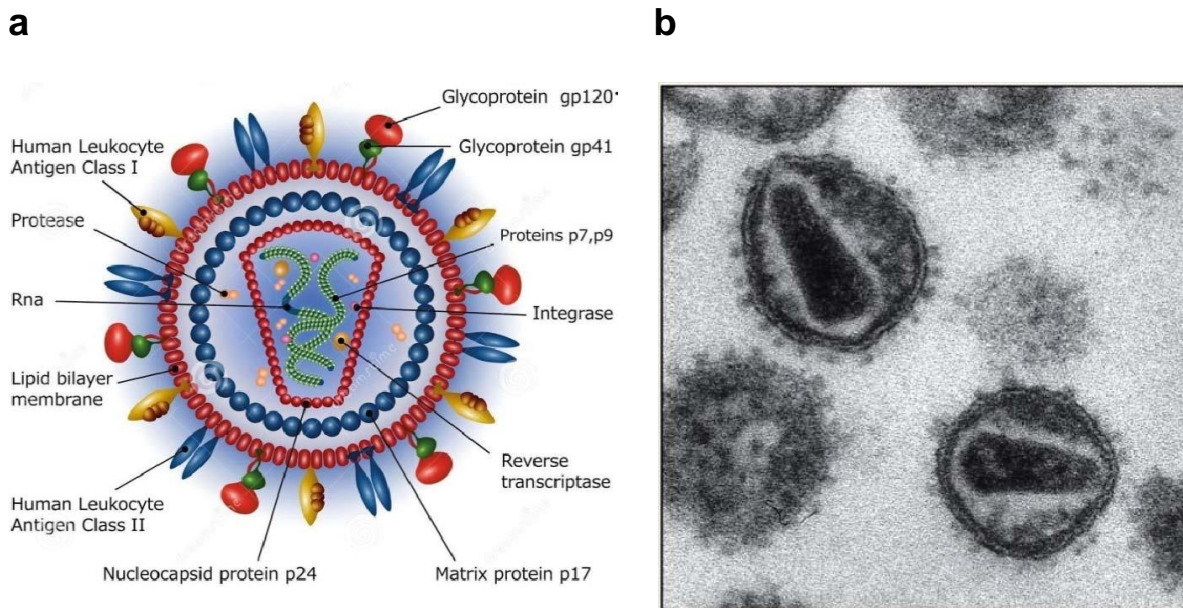 a
b
Glycoprotein gp120
Human Leukocyte
Antigen Class I
Glycoprotein gp41
Protease
Proteins p7,p9
Rna
Integrase
Lipid bilayer
membrane
Reverse
transcriptase
Human Leukocyte
Antigen Class II
Nucleocapsid protein p24
Matrix protein p17